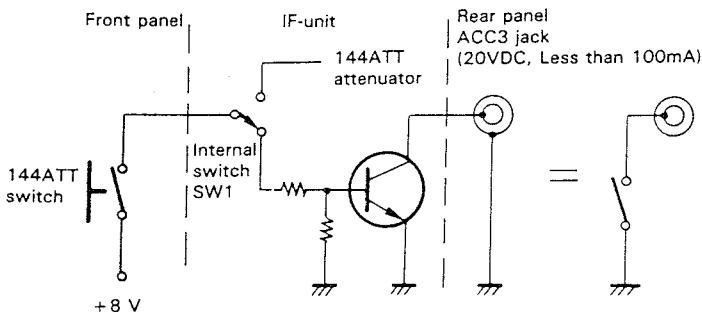 Front panel
IF-unit
Rear panel
ACC3 jack
(20VDC, Less than 100mA)
144ATT
attenuator
Internal
switch
SW1
144ATT
switch
+8 V
=